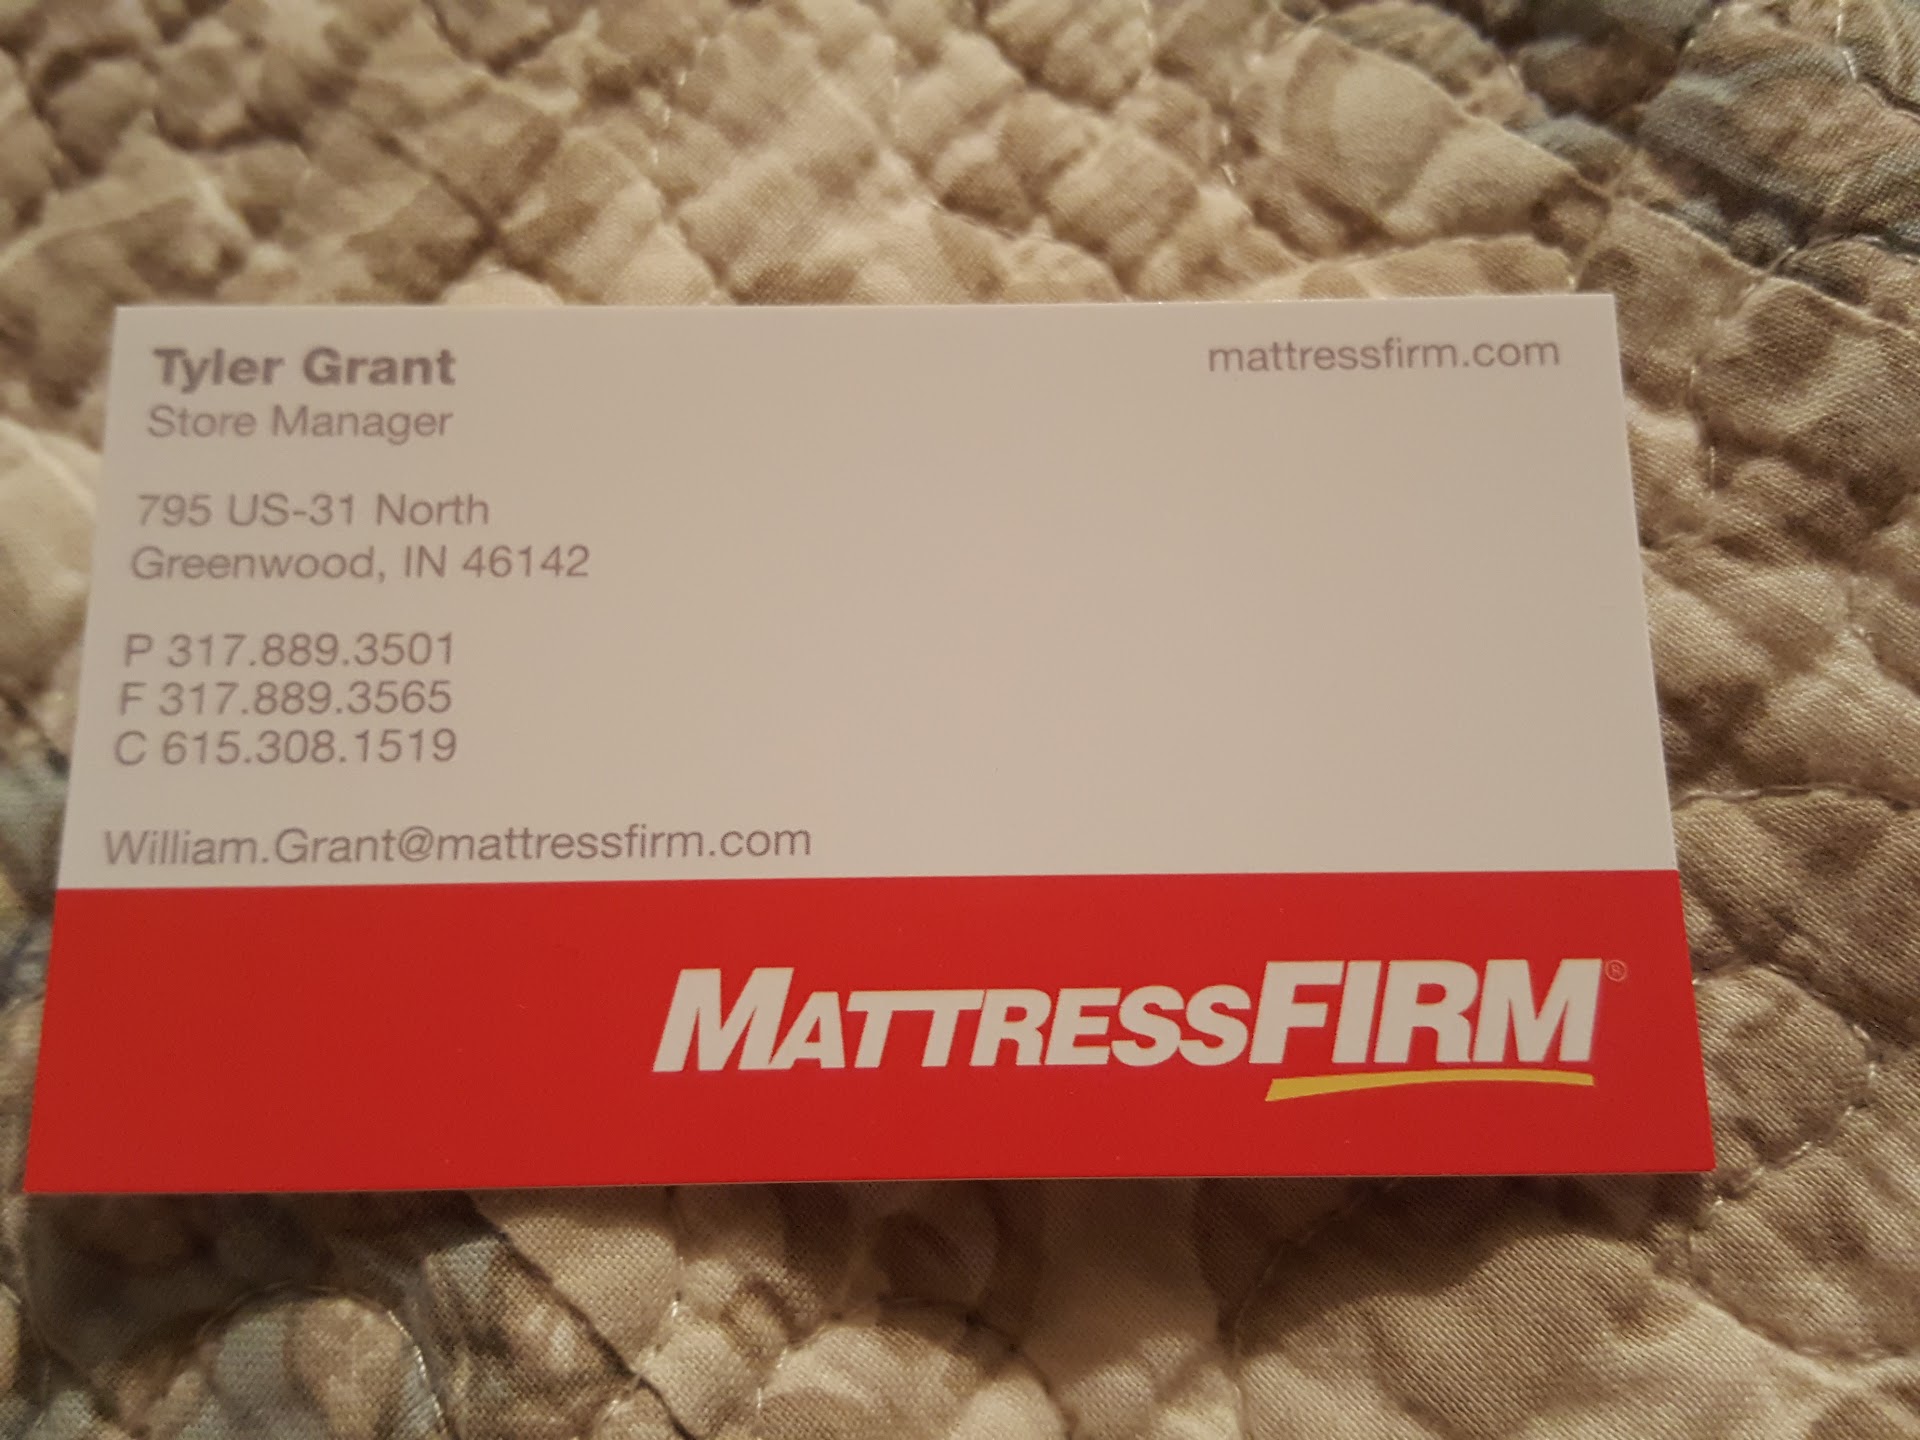 Tyler Grant
Store Manager
mattressfirm.com
795 US-31 North
Greenwood, IN 46142
P 317.889.3501
F 317.889.3565
C 615.308.1519
William.Grant@mattressfirm.com
MATTRESSFIRM®